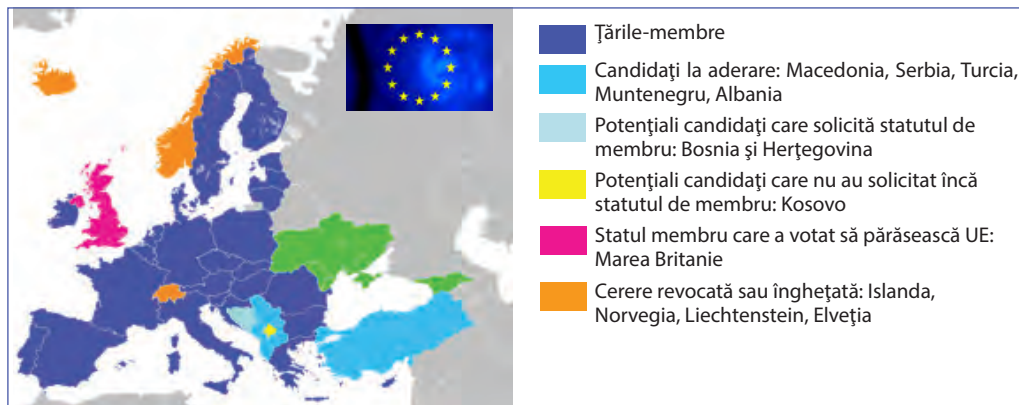 Ţările-membre
Candidaţi la aderare: Macedonia, Serbia, Turcia,
Muntenegru, Albania
Potenţiali candidaţi care solicită statutul de
membru: Bosnia şi Herţegovina
Potenţiali candidaţi care nu au solicitat încă
statutul de membru: Kosovo
Statul membru care a votat să părăsească UE:
Marea Britanie
Cerere revocată sau îngheţată: Islanda,
Norvegia, Liechtenstein, Elveţia